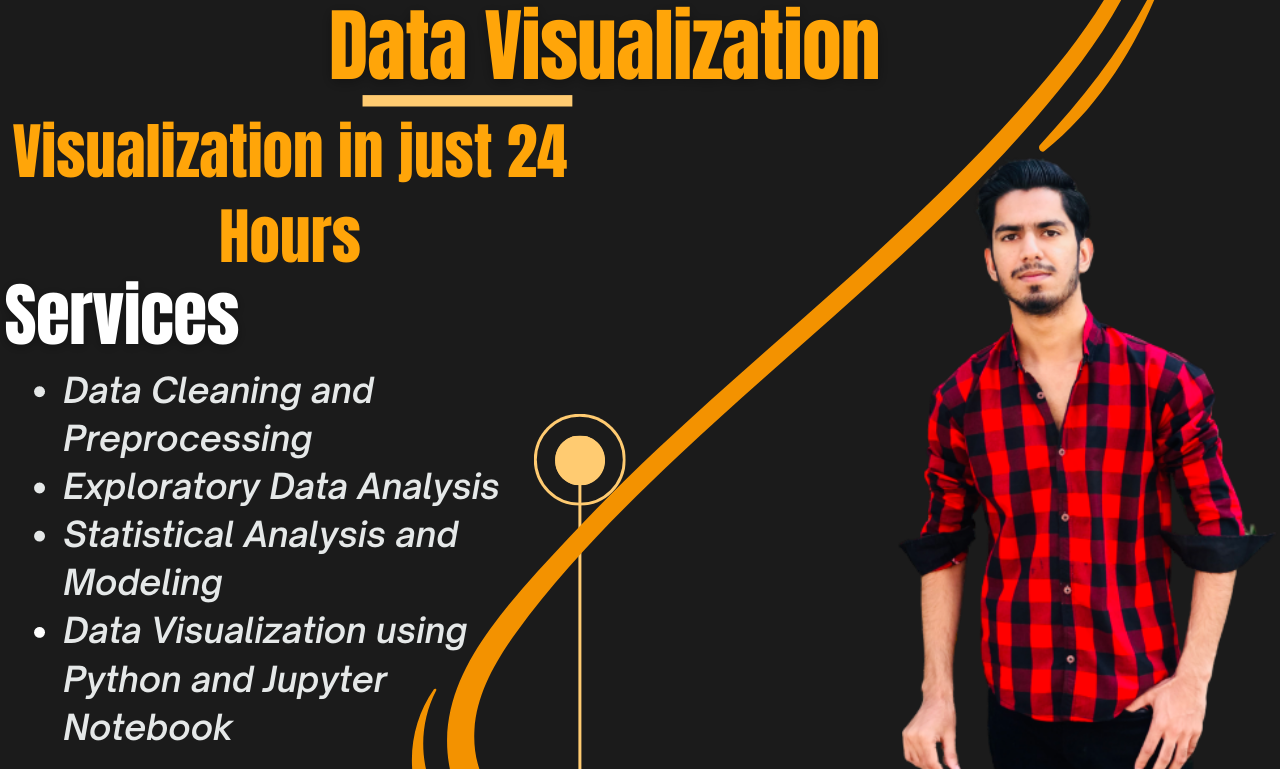 Data Visualization
Visualization in just 24
Hours
Services
• Data Cleaning and
Preprocessing
• Exploratory Data Analysis
• Statistical Analysis and
Modeling
• Data Visualization using
Python and Jupyter
Notebook